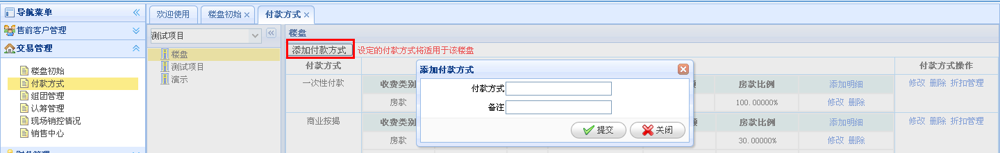 导航菜单
售前客户管理
交易管理
楼盘初始
付款方式
组团管理
认筹管理
现场销控情况
销售中心
欢迎使用 楼盘初始 付款方式
测试项目
楼盘
测试项目
演示
楼盘
添加付款方式 设定的付款方式将适用于该楼盘
付款方式 付款方式操作
一次性付款 收费类别 房款比例 添加明细 修改 删除 折扣管理
房款 100.00000% 修改 删除
商业按揭 收费类别 房款比例 添加明细 修改 删除 折扣管理
房款 30.00000% 修改 删除
添加付款方式
付款方式
备注
提交 关闭